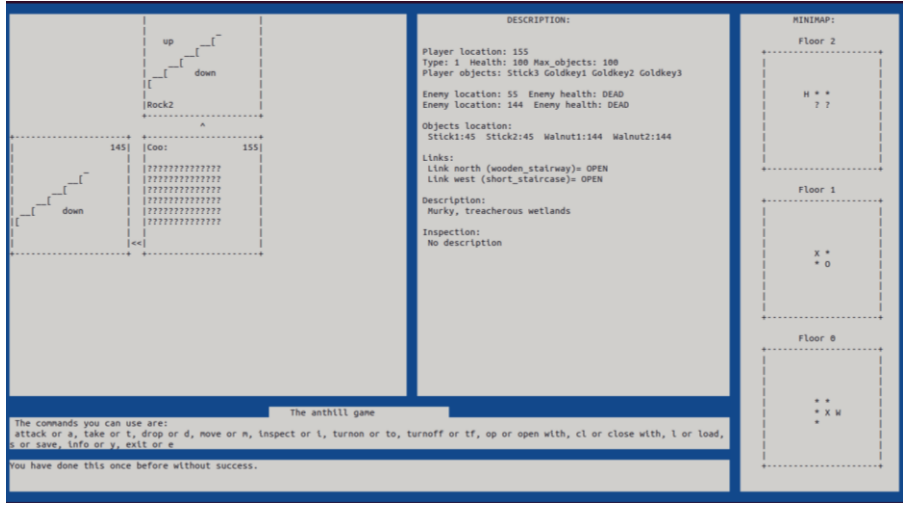 up
down
Rock2
^
145
Coo: 155
??????????????
??????????????
??????????????
??????????????
??????????????
??????????????
down
<<
DESCRIPTION:
Player location: 155
Type: 1 Health: 100 Max_objects: 100
Player objects: Stick3 Goldkey1 Goldkey2 Goldkey3
Enemy location: 55 Enemy health: DEAD
Enemy location: 144 Enemy health: DEAD
Objects location:
Stick1:45 Stick2:45 Walnut1:144 Walnut2:144
Links:
Link north (wooden_stairway)= OPEN
Link west (short_staircase)= OPEN
Description:
Murky, treacherous wetlands
Inspection:
No description
MINIMAP:
Floor 2
H * *
? ?
Floor 1
X *
* O
Floor 0
* *
* X W
*
The anthill game
The commands you can use are:
attack or a, take or t, drop or d, move or m, inspect or i, turnon or to, turnoff or tf, op or open with, cl or close with, l or load,
s or save, info or y, exit or e
You have done this once before without success.